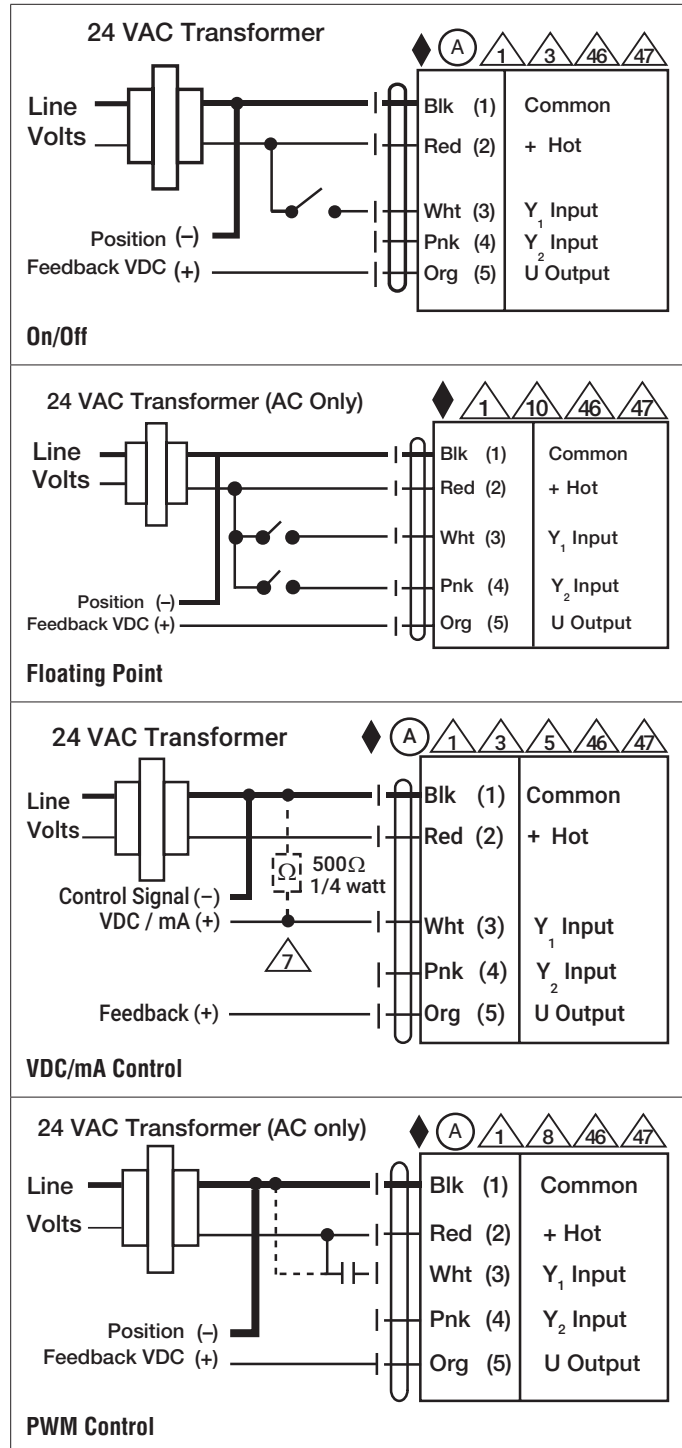 24 VAC Transformer
A 1 3 46 47
Line
Volts
Blk (1) Common
Red (2) + Hot
Wht (3) Y1 Input
Position (–)
Pnk (4) Y2 Input
Feedback VDC (+)
Org (5) U Output
On/Off
24 VAC Transformer (AC Only)
1 10 46 47
Line
Volts
Blk (1) Common
Red (2) + Hot
Wht (3) Y1 Input
Pnk (4) Y2 Input
Position (–)
Feedback VDC (+)
Org (5) U Output
Floating Point
24 VAC Transformer
A 1 3 5 46 47
Line
Volts
Blk (1) Common
Red (2) + Hot
Ω 500Ω
1/4 watt
Control Signal (–)
VDC / mA (+)
Wht (3) Y1 Input
7
Pnk (4) Y2 Input
Feedback (+)
Org (5) U Output
VDC/mA Control
24 VAC Transformer (AC only)
A 1 8 46 47
Line
Volts
Blk (1) Common
Red (2) + Hot
Wht (3) Y1 Input
Pnk (4) Y2 Input
Position (–)
Feedback VDC (+)
Org (5) U Output
PWM Control